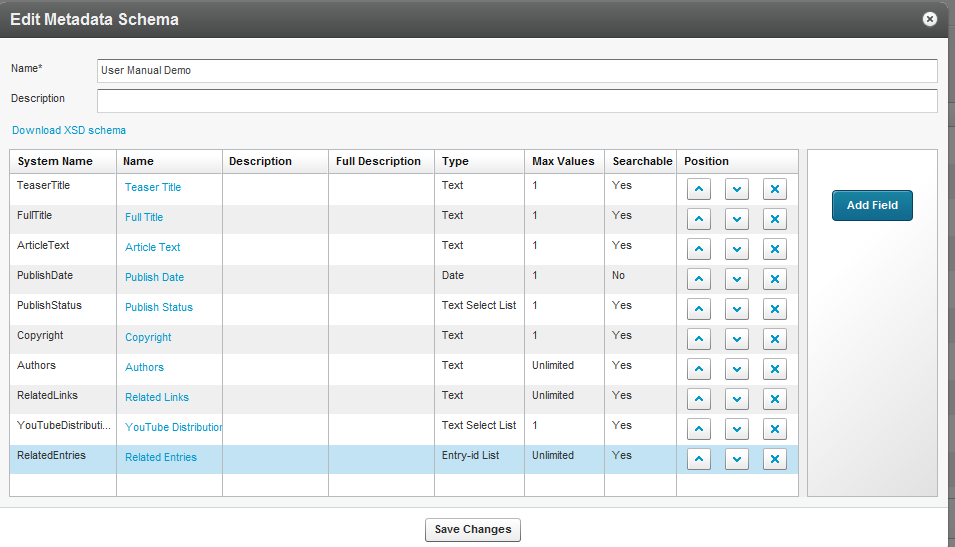 Edit Metadata Schema
Name*
User Manual Demo
Description
Download XSD schema
System Name Name Description Full Description Type Max Values Searchable Position
TeaserTitle Teaser Title Text 1 Yes
Add Field
FullTitle Full Title Text 1 Yes
ArticleText Article Text Text 1 Yes
PublishDate Publish Date Date 1 No
PublishStatus Publish Status Text Select List 1 Yes
Copyright Copyright Text 1 Yes
Authors Authors Text Unlimited Yes
RelatedLinks Related Links Text Unlimited Yes
YouTubeDistributi... YouTube Distribution Text Select List 1 Yes
RelatedEntries Related Entries Entry-id List Unlimited Yes
Save Changes